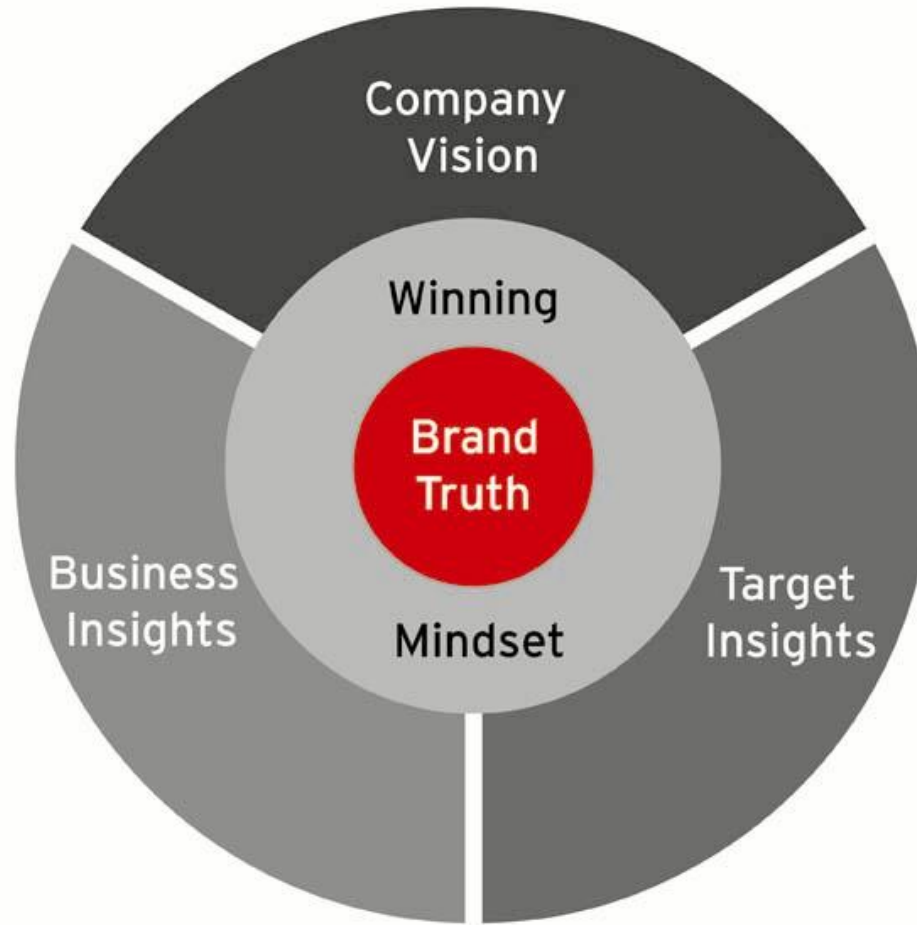 Company
Vision
Winning
Brand
Truth
Mindset
Business
Insights
Target
Insights